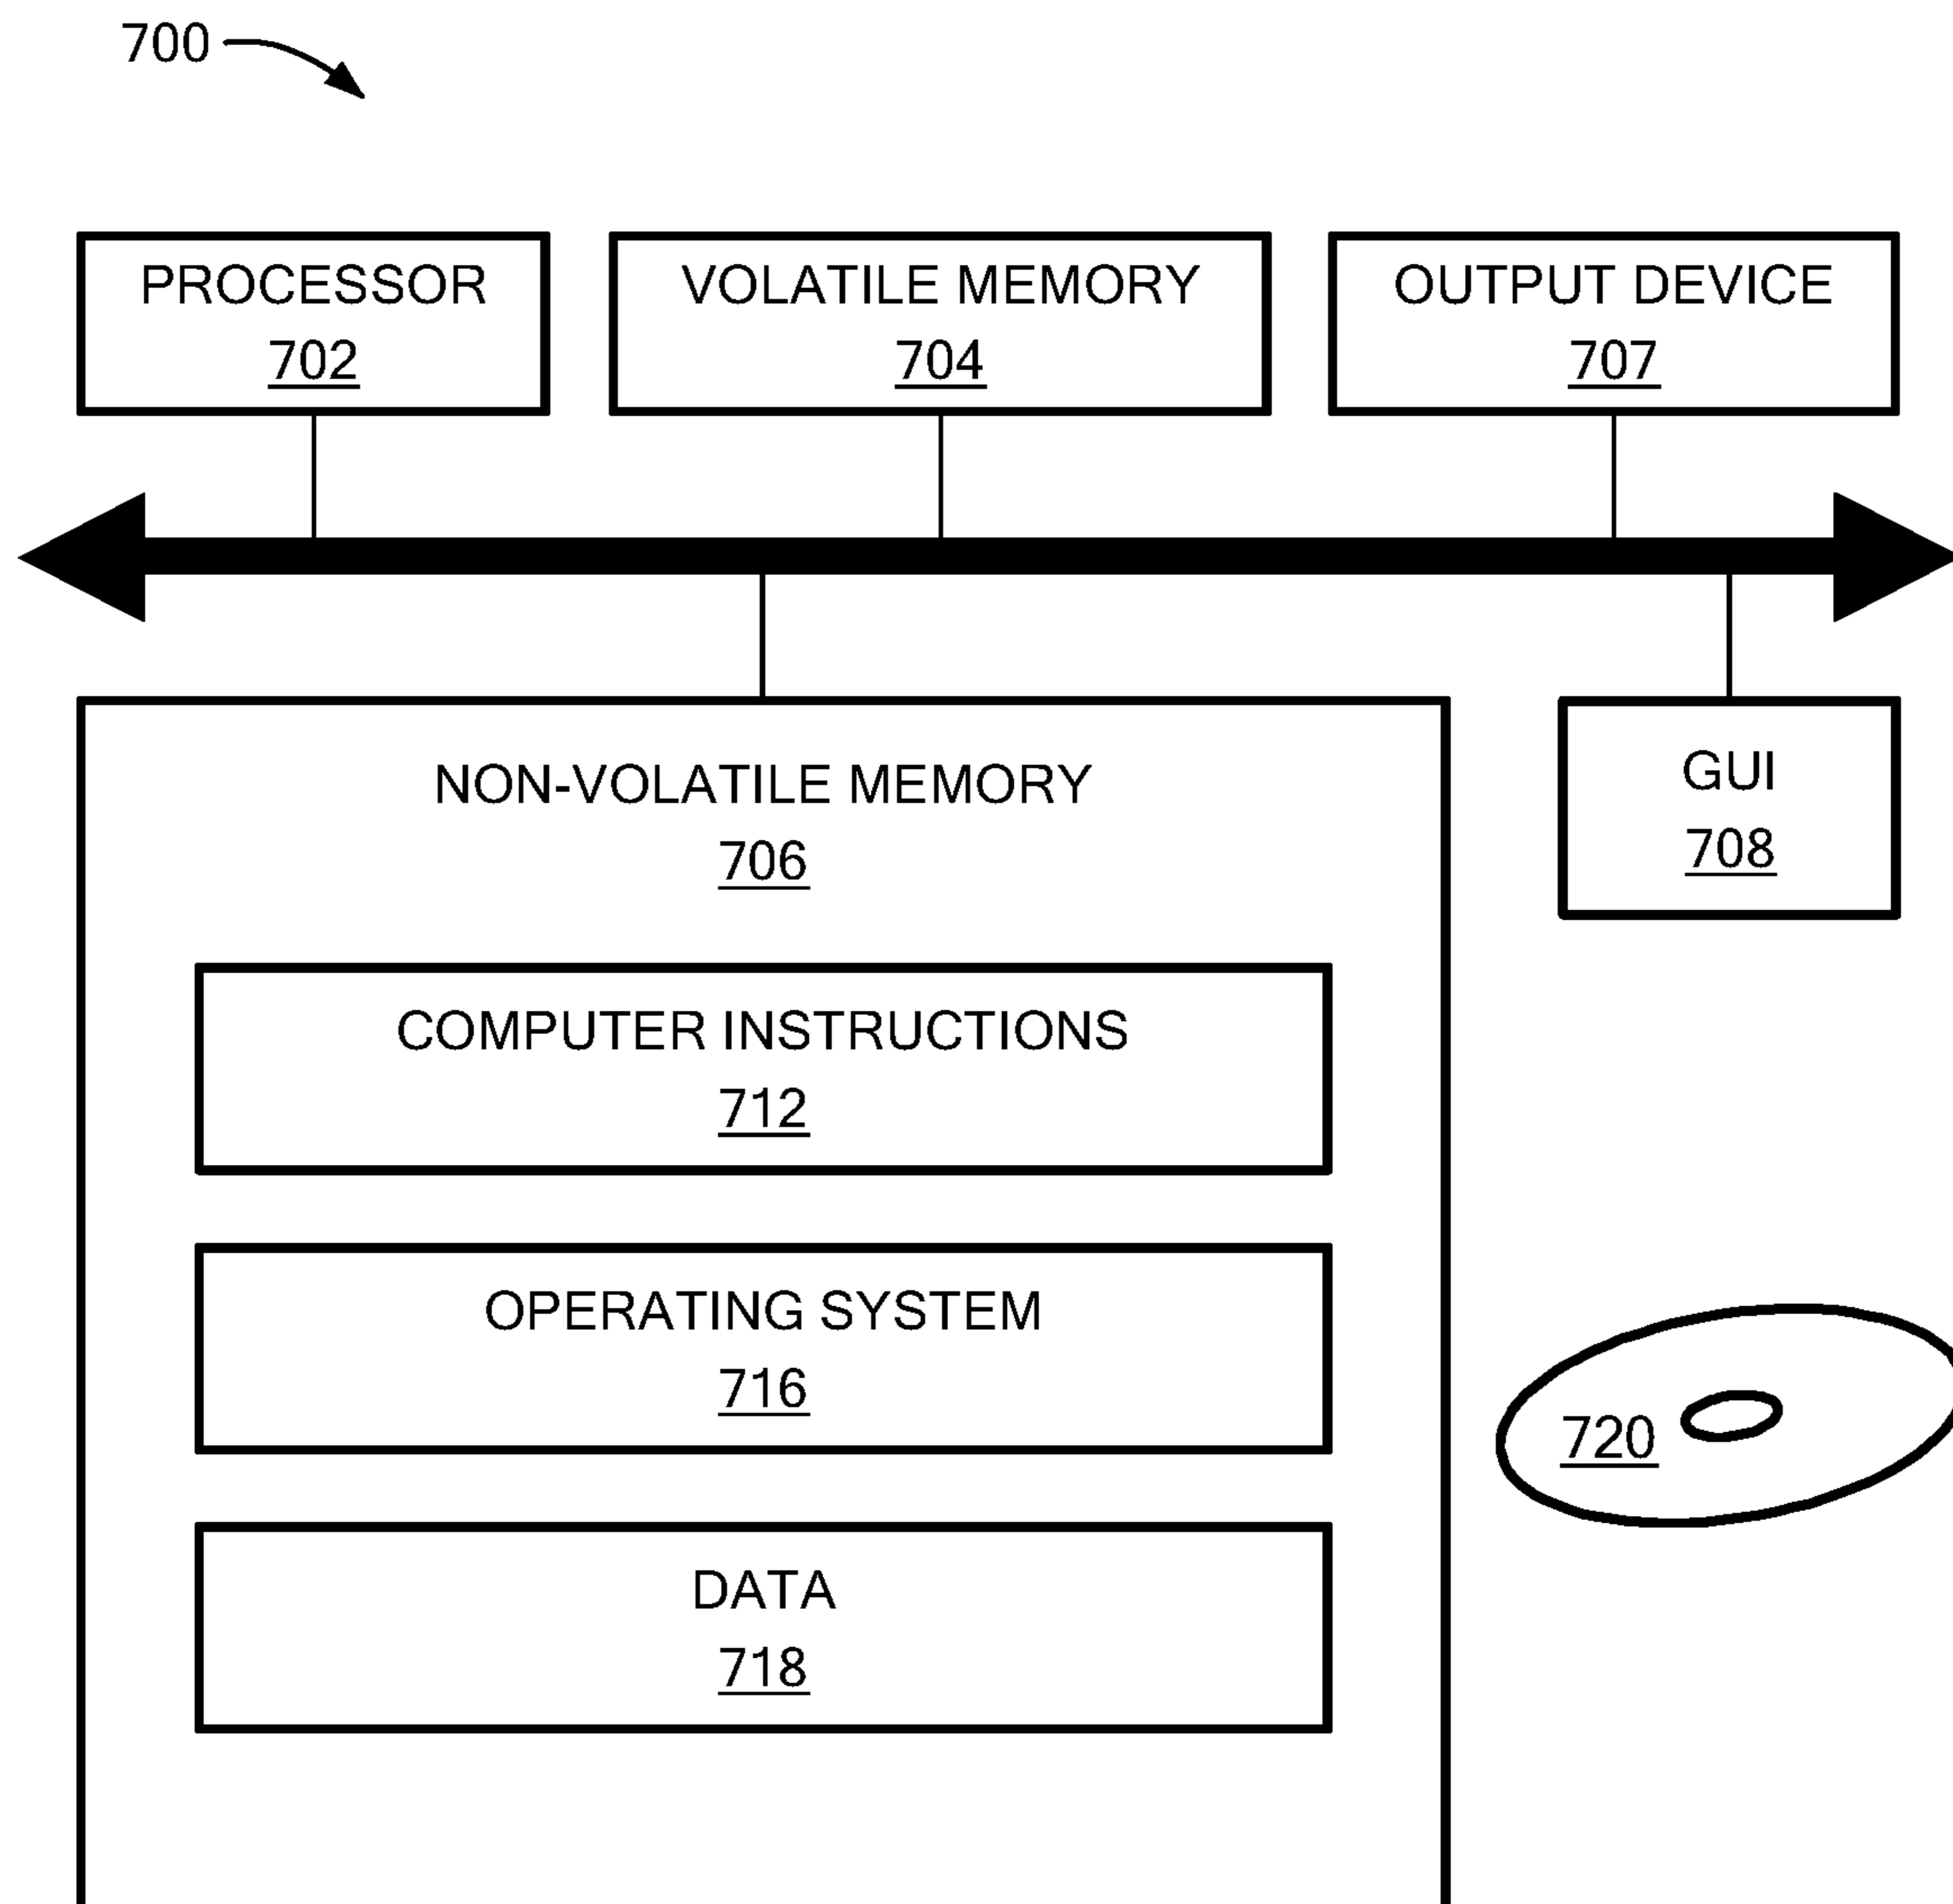 700
PROCESSOR
702
VOLATILE MEMORY
704
OUTPUT DEVICE
707
NON-VOLATILE MEMORY
706
GUI
708
COMPUTER INSTRUCTIONS
712
OPERATING SYSTEM
716
720
DATA
718